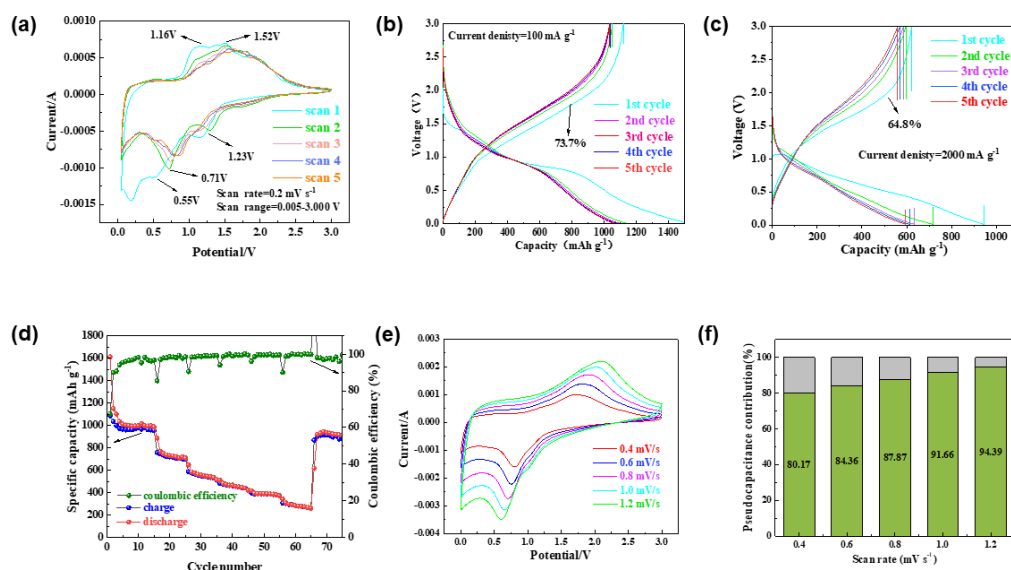 (a)
0.0010
0.0005
0.0000
-0.0005
-0.0010
-0.0015
Current/A
1.16V
1.52V
scan 1
scan 2
scan 3
scan 4
scan 5
1.23V
0.71V
0.55V
Scan rate=0.2 mV s⁻¹
Scan range=0.005-3.000 V
0.0 0.5 1.0 1.5 2.0 2.5 3.0
Potential/V
(b)
3.0
2.5
2.0
1.5
1.0
0.5
0.0
Voltage (V)
Current denisty=100 mA g⁻¹
1st cycle
2nd cycle
3rd cycle
4th cycle
5th cycle
73.7%
0 200 400 600 800 1000 1200 1400
Capacity (mAh g⁻¹)
(c)
3.0
2.5
2.0
1.5
1.0
0.5
0.0
Voltage (V)
1st cycle
2nd cycle
3rd cycle
4th cycle
5th cycle
64.8%
Current denisty=2000 mA g⁻¹
0 200 400 600 800 1000
Capacity (mAh g⁻¹)
(d)
1800
1600
1400
1200
1000
800
600
400
200
0
Specific capacity (mAh g⁻¹)
coulombic efficiency
charge
discharge
100
80
60
40
20
0
Coulombic efficiency (%)
0 10 20 30 40 50 60 70
Cycle number
(e)
0.004
0.003
0.002
0.001
0.000
-0.001
-0.002
-0.003
-0.004
Current/A
0.4 mV/s
0.6 mV/s
0.8 mV/s
1.0 mV/s
1.2 mV/s
0.0 0.5 1.0 1.5 2.0 2.5 3.0
Potential/V
(f)
100
80
60
40
20
0
Pseudocapacitance contribution(%)
80.17
84.36
87.87
91.66
94.39
0.4 0.6 0.8 1.0 1.2
Scan rate (mV s⁻¹)